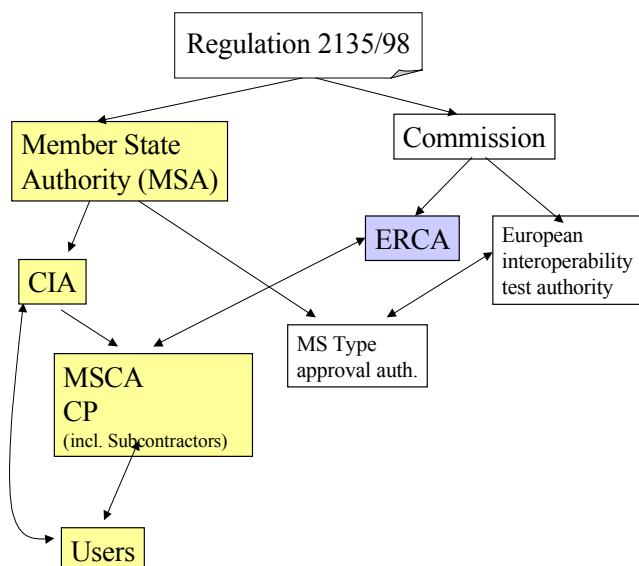 Regulation 2135/98
Member State
Authority (MSA)
Commission
ERCA
European
interoperability
test authority
CIA
MS Type
approval auth.
MSCA
CP
(incl. Subcontractors)
Users